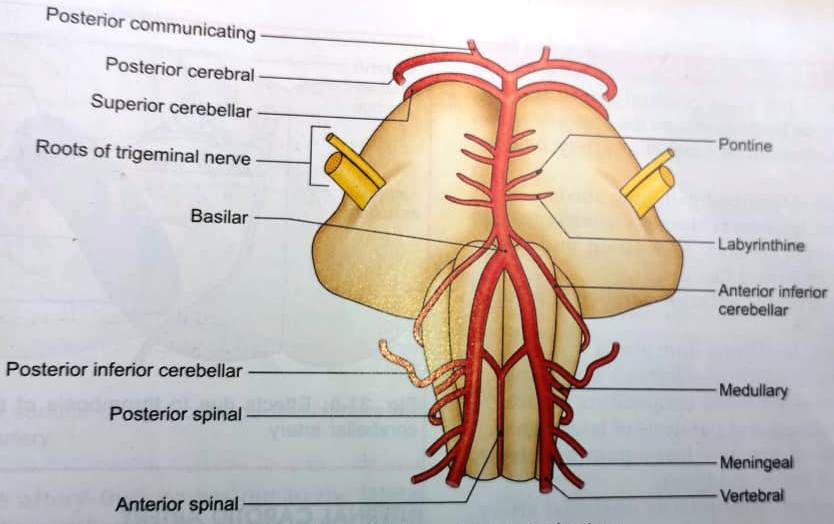 Posterior communicating
Posterior cerebral
Superior cerebellar
Roots of trigeminal nerve
Basilar
Posterior inferior cerebellar
Posterior spinal
Anterior spinal
Pontine
Labyrinthine
Anterior inferior
cerebellar
Medullary
Meningeal
Vertebral